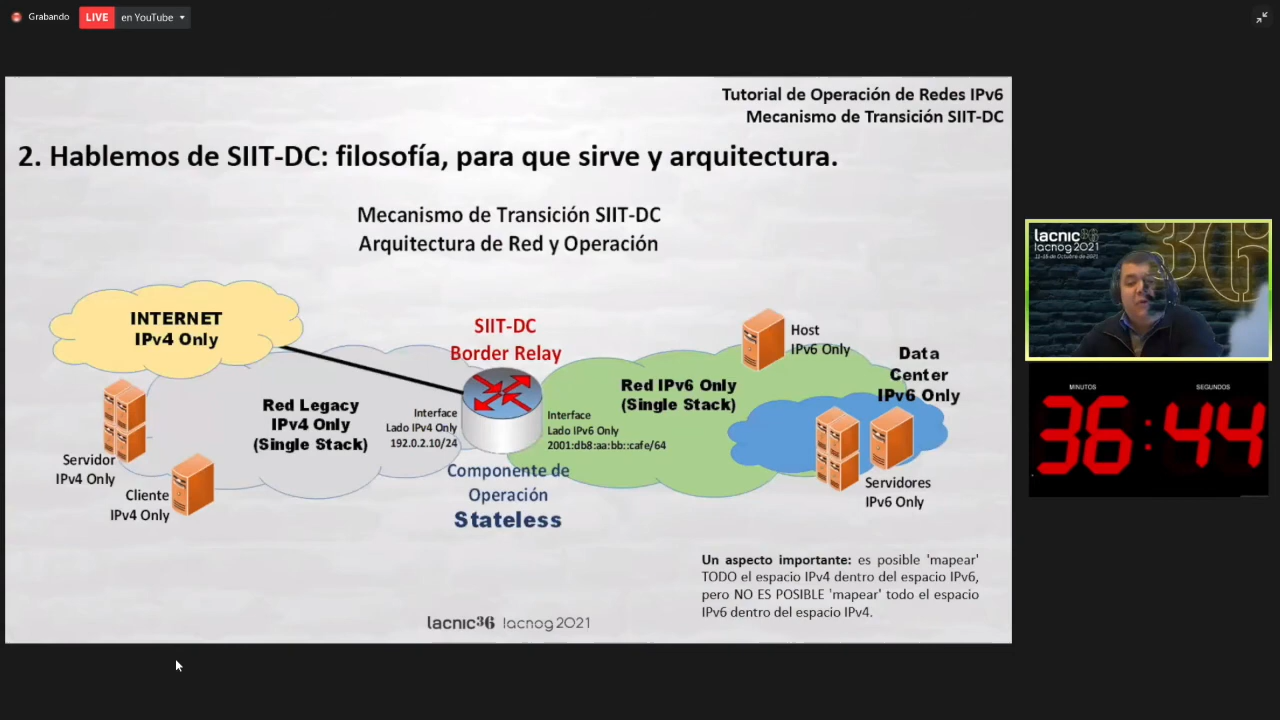 Grabando
LIVE en YouTube
Tutorial de Operación de Redes IPv6
Mecanismo de Transición SIIT-DC
2. Hablemos de SIIT-DC: filosofía, para que sirve y arquitectura.
Mecanismo de Transición SIIT-DC
Arquitectura de Red y Operación
INTERNET
IPv4 Only
Servidor
IPv4 Only
Cliente
IPv4 Only
Red Legacy
IPv4 Only
(Single Stack)
SIIT-DC
Border Relay
Interface
Lado IPv4 Only
192.0.2.10/24
Interface
Lado IPv6 Only
2001:db8:aa:bb::cafe/64
Componente de
Operación
Stateless
Red IPv6 Only
(Single Stack)
Host
IPv6 Only
Data
Center
IPv6 Only
Servidores
IPv6 Only
Un aspecto importante: es posible 'mapear'
TODO el espacio IPv4 dentro del espacio IPv6,
pero NO ES POSIBLE 'mapear' todo el espacio
IPv6 dentro del espacio IPv4.
lacnic36 lacnog2021
lacnic36
lacnog2021
36
MINUTOS SEGUNDOS
36:44